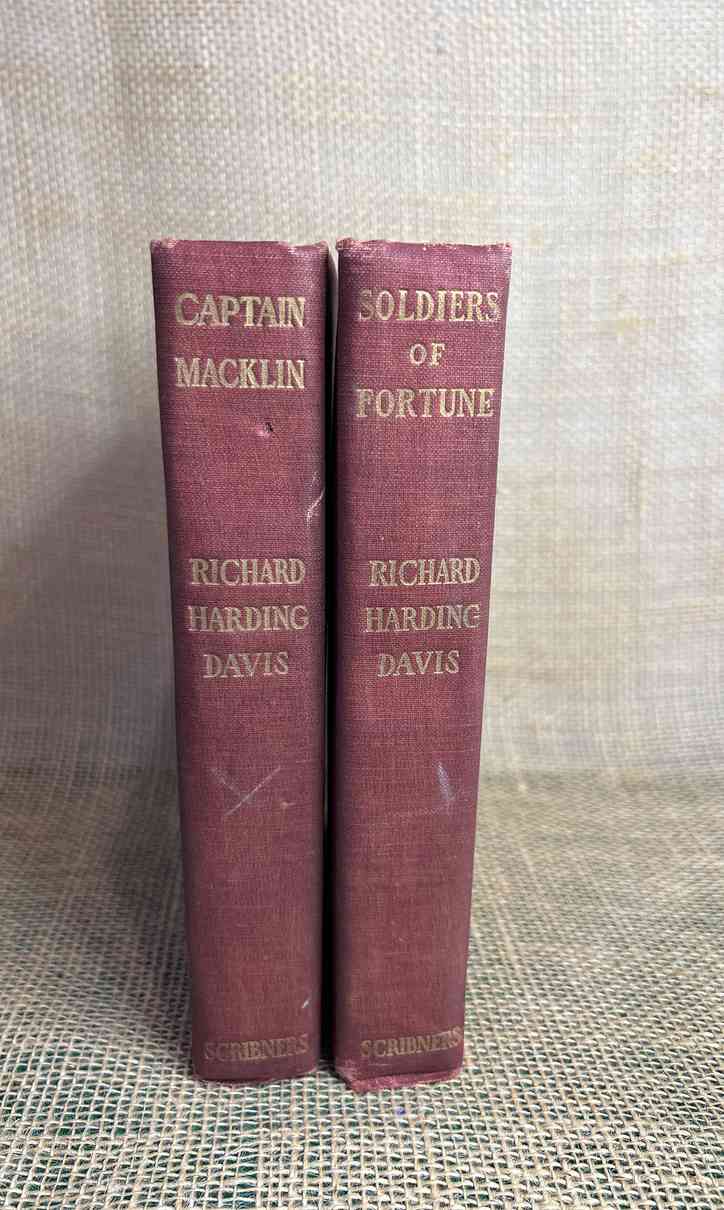 CAPTAIN
MACKLIN
RICHARD
HARDING
DAVIS
SCRIBNERS
SOLDIERS
OF
FORTUNE
RICHARD
HARDING
DAVIS
SCRIBNERS